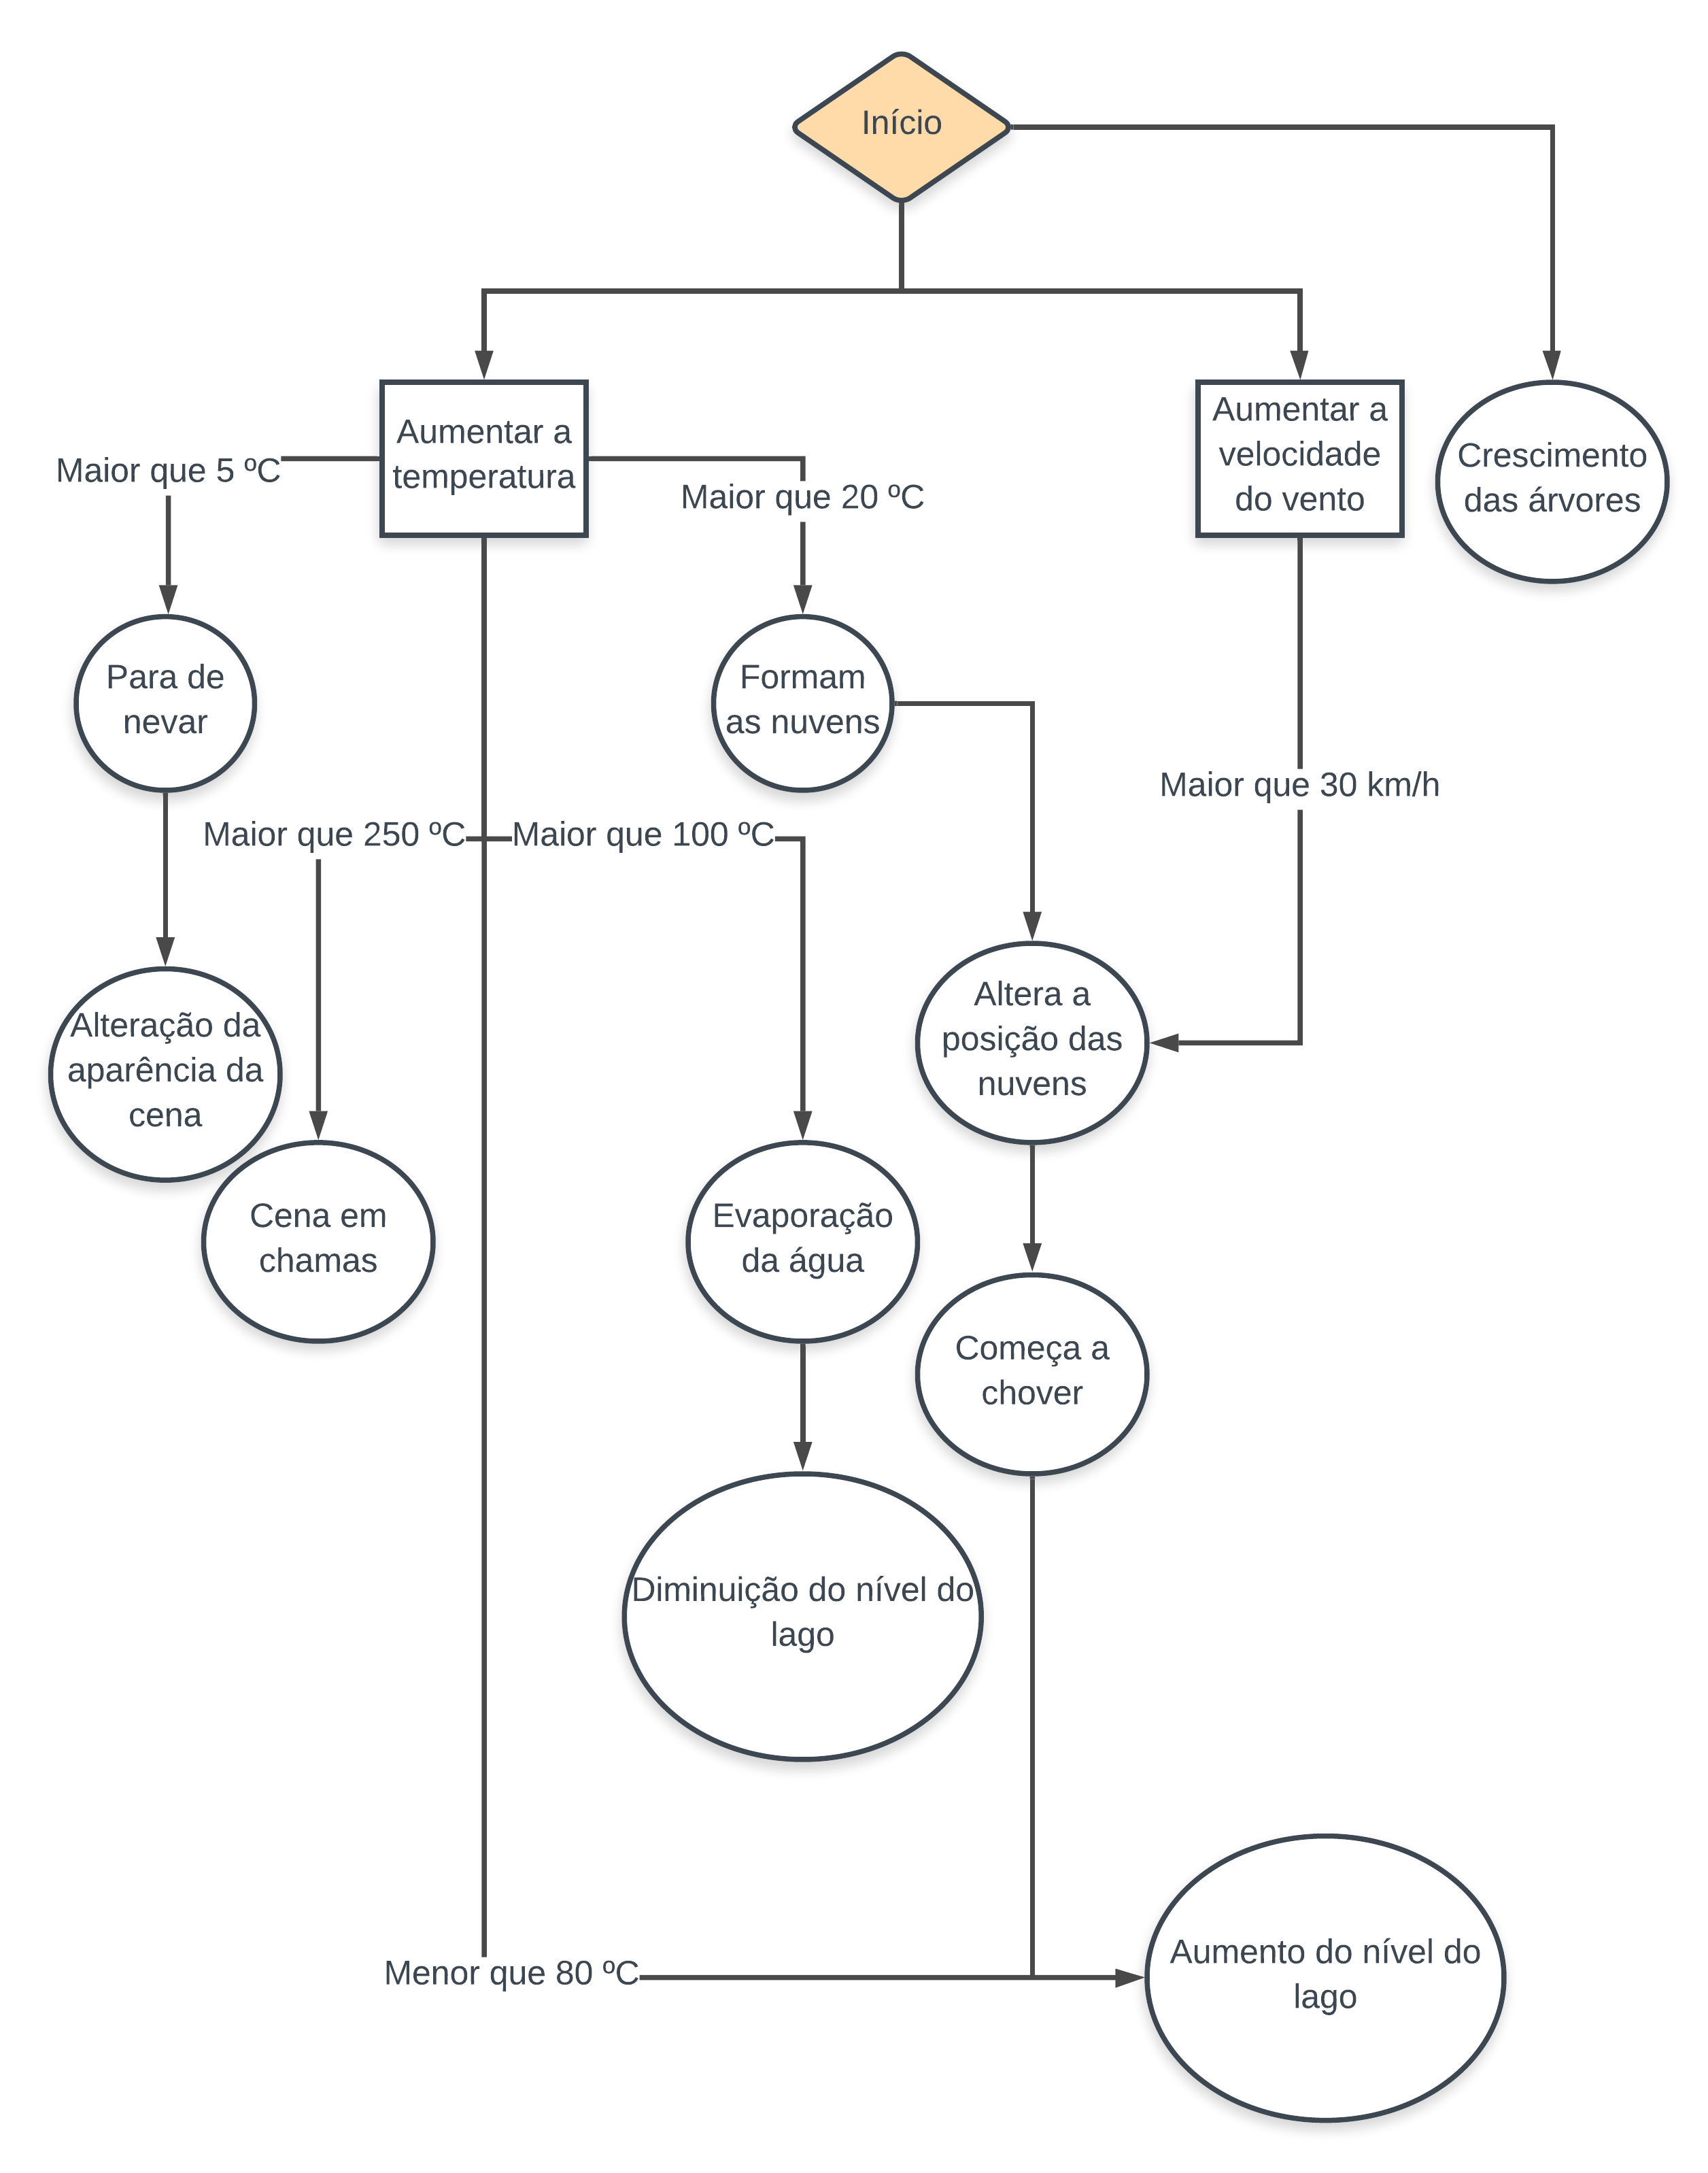 Início
Aumentar a
temperatura
Aumentar a
velocidade
do vento
Crescimento
das árvores
Maior que 5 ºC
Maior que 20 ºC
Para de
nevar
Formam
as nuvens
Maior que 30 km/h
Maior que 250 ºC
Maior que 100 ºC
Alteração da
aparência da
cena
Altera a
posição das
nuvens
Cena em
chamas
Evaporação
da água
Começa a
chover
Diminuição do nível do
lago
Menor que 80 ºC
Aumento do nível do
lago